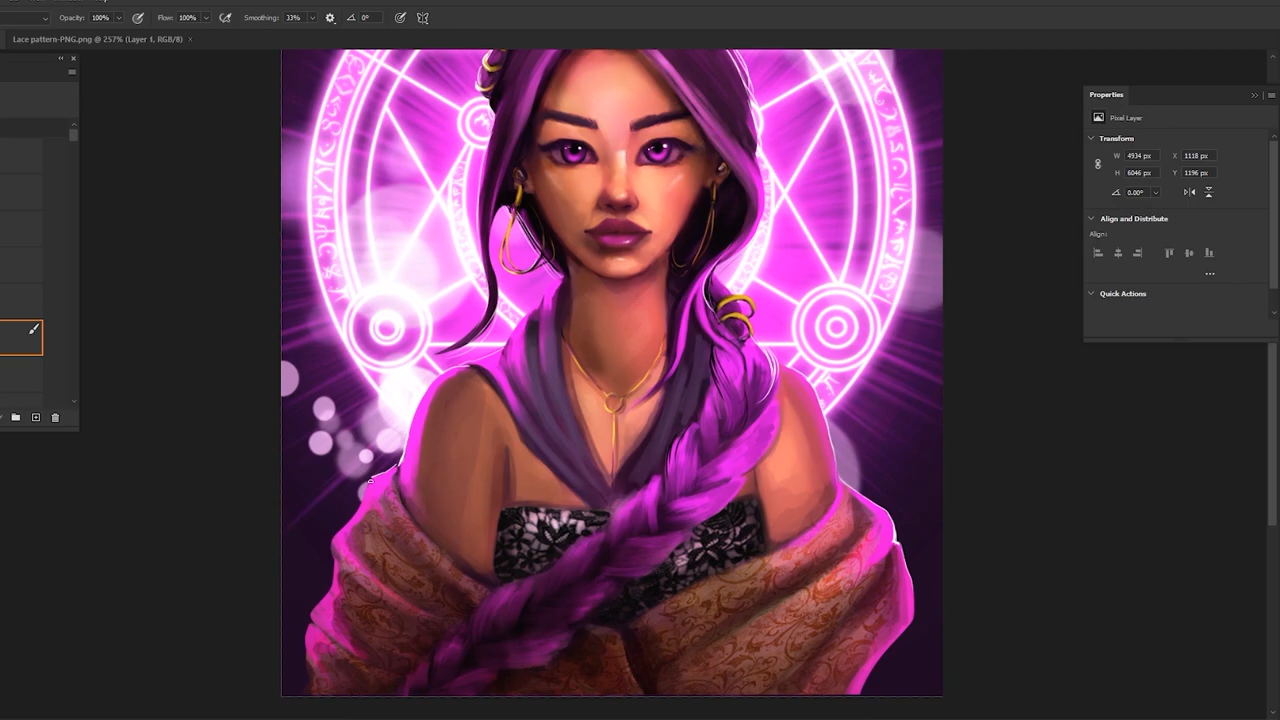 Opacity: 100% Flow: 100% Smoothing: 33% 0°
Lace pattern-PNG.png @ 257% (Layer 1, RGB/8) ×
Properties
Pixel Layer
Transform
W 4934 px X 1118 px
H 6046 px Y 1196 px
0.00°
Align and Distribute
Align:
Quick Actions